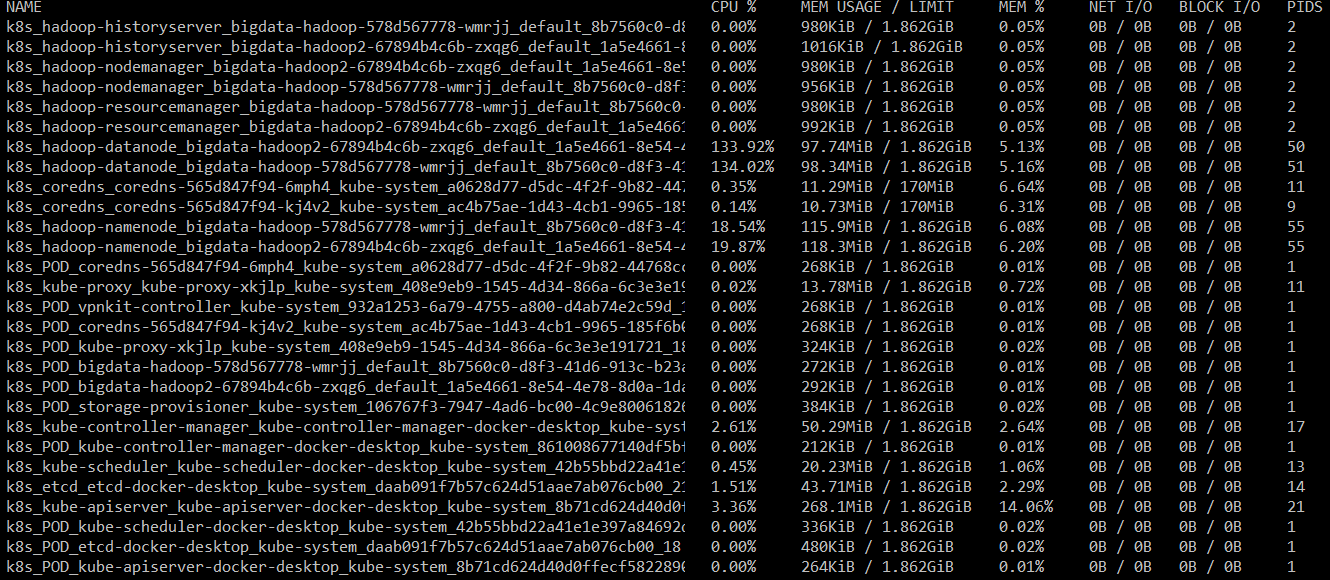 NAME CPU % MEM USAGE / LIMIT MEM % NET I/O BLOCK I/O PIDS
k8s_hadoop-historyserver_bigdata-hadoop-578d567778-wmrjj_default_8b7560c0-d8 0.00% 980KiB / 1.862GiB 0.05% 0B / 0B 0B / 0B 2
k8s_hadoop-historyserver_bigdata-hadoop2-67894b4c6b-zxqg6_default_1a5e4661-8 0.00% 1016KiB / 1.862GiB 0.05% 0B / 0B 0B / 0B 2
k8s_hadoop-nodemanager_bigdata-hadoop2-67894b4c6b-zxqg6_default_1a5e4661-8e5 0.00% 980KiB / 1.862GiB 0.05% 0B / 0B 0B / 0B 2
k8s_hadoop-nodemanager_bigdata-hadoop-578d567778-wmrjj_default_8b7560c0-d8f3 0.00% 956KiB / 1.862GiB 0.05% 0B / 0B 0B / 0B 2
k8s_hadoop-resourcemanager_bigdata-hadoop-578d567778-wmrjj_default_8b7560c0- 0.00% 980KiB / 1.862GiB 0.05% 0B / 0B 0B / 0B 2
k8s_hadoop-resourcemanager_bigdata-hadoop2-67894b4c6b-zxqg6_default_1a5e4661 0.00% 992KiB / 1.862GiB 0.05% 0B / 0B 0B / 0B 2
k8s_hadoop-datanode_bigdata-hadoop2-67894b4c6b-zxqg6_default_1a5e4661-8e54-4 133.92% 97.74MiB / 1.862GiB 5.13% 0B / 0B 0B / 0B 50
k8s_hadoop-datanode_bigdata-hadoop-578d567778-wmrjj_default_8b7560c0-d8f3-41 134.02% 98.34MiB / 1.862GiB 5.16% 0B / 0B 0B / 0B 51
k8s_coredns_coredns-565d847f94-6mph4_kube-system_a0628d77-d5dc-4f2f-9b82-447 0.35% 11.29MiB / 170MiB 6.64% 0B / 0B 0B / 0B 11
k8s_coredns_coredns-565d847f94-kj4v2_kube-system_ac4b75ae-1d43-4cb1-9965-185 0.14% 10.73MiB / 170MiB 6.31% 0B / 0B 0B / 0B 9
k8s_hadoop-namenode_bigdata-hadoop-578d567778-wmrjj_default_8b7560c0-d8f3-41 18.54% 115.9MiB / 1.862GiB 6.08% 0B / 0B 0B / 0B 55
k8s_hadoop-namenode_bigdata-hadoop2-67894b4c6b-zxqg6_default_1a5e4661-8e54-4 19.87% 118.3MiB / 1.862GiB 6.20% 0B / 0B 0B / 0B 55
k8s_POD_coredns-565d847f94-6mph4_kube-system_a0628d77-d5dc-4f2f-9b82-44768cc 0.00% 268KiB / 1.862GiB 0.01% 0B / 0B 0B / 0B 1
k8s_kube-proxy_kube-proxy-xkjlp_kube-system_408e9eb9-1545-4d34-866a-6c3e3e19 0.02% 13.78MiB / 1.862GiB 0.72% 0B / 0B 0B / 0B 11
k8s_POD_vpnkit-controller_kube-system_932a1253-6a79-4755-a800-d4ab74e2c59d_1 0.00% 268KiB / 1.862GiB 0.01% 0B / 0B 0B / 0B 1
k8s_POD_coredns-565d847f94-kj4v2_kube-system_ac4b75ae-1d43-4cb1-9965-185f6b0 0.00% 268KiB / 1.862GiB 0.01% 0B / 0B 0B / 0B 1
k8s_POD_kube-proxy-xkjlp_kube-system_408e9eb9-1545-4d34-866a-6c3e3e191721_18 0.00% 324KiB / 1.862GiB 0.02% 0B / 0B 0B / 0B 1
k8s_POD_bigdata-hadoop-578d567778-wmrjj_default_8b7560c0-d8f3-41d6-913c-b23a 0.00% 272KiB / 1.862GiB 0.01% 0B / 0B 0B / 0B 1
k8s_POD_bigdata-hadoop2-67894b4c6b-zxqg6_default_1a5e4661-8e54-4e78-8d0a-1da 0.00% 292KiB / 1.862GiB 0.01% 0B / 0B 0B / 0B 1
k8s_POD_storage-provisioner_kube-system_106767f3-7947-4ad6-bc00-4c9e80061826 0.00% 384KiB / 1.862GiB 0.02% 0B / 0B 0B / 0B 1
k8s_kube-controller-manager_kube-controller-manager-docker-desktop_kube-syst 2.61% 50.29MiB / 1.862GiB 2.64% 0B / 0B 0B / 0B 17
k8s_POD_kube-controller-manager-docker-desktop_kube-system_861008677140df5bf 0.00% 212KiB / 1.862GiB 0.01% 0B / 0B 0B / 0B 1
k8s_kube-scheduler_kube-scheduler-docker-desktop_kube-system_42b55bbd22a41e1 0.45% 20.23MiB / 1.862GiB 1.06% 0B / 0B 0B / 0B 13
k8s_etcd_etcd-docker-desktop_kube-system_daab091f7b57c624d51aae7ab076cb00_21 1.51% 43.71MiB / 1.862GiB 2.29% 0B / 0B 0B / 0B 14
k8s_kube-apiserver_kube-apiserver-docker-desktop_kube-system_8b71cd624d40d0f 3.36% 268.1MiB / 1.862GiB 14.06% 0B / 0B 0B / 0B 21
k8s_POD_kube-scheduler-docker-desktop_kube-system_42b55bbd22a41e1e397a84692c 0.00% 336KiB / 1.862GiB 0.02% 0B / 0B 0B / 0B 1
k8s_POD_etcd-docker-desktop_kube-system_daab091f7b57c624d51aae7ab076cb00_18 0.00% 480KiB / 1.862GiB 0.02% 0B / 0B 0B / 0B 1
k8s_POD_kube-apiserver-docker-desktop_kube-system_8b71cd624d40d0ffecf5822890 0.00% 264KiB / 1.862GiB 0.01% 0B / 0B 0B / 0B 1